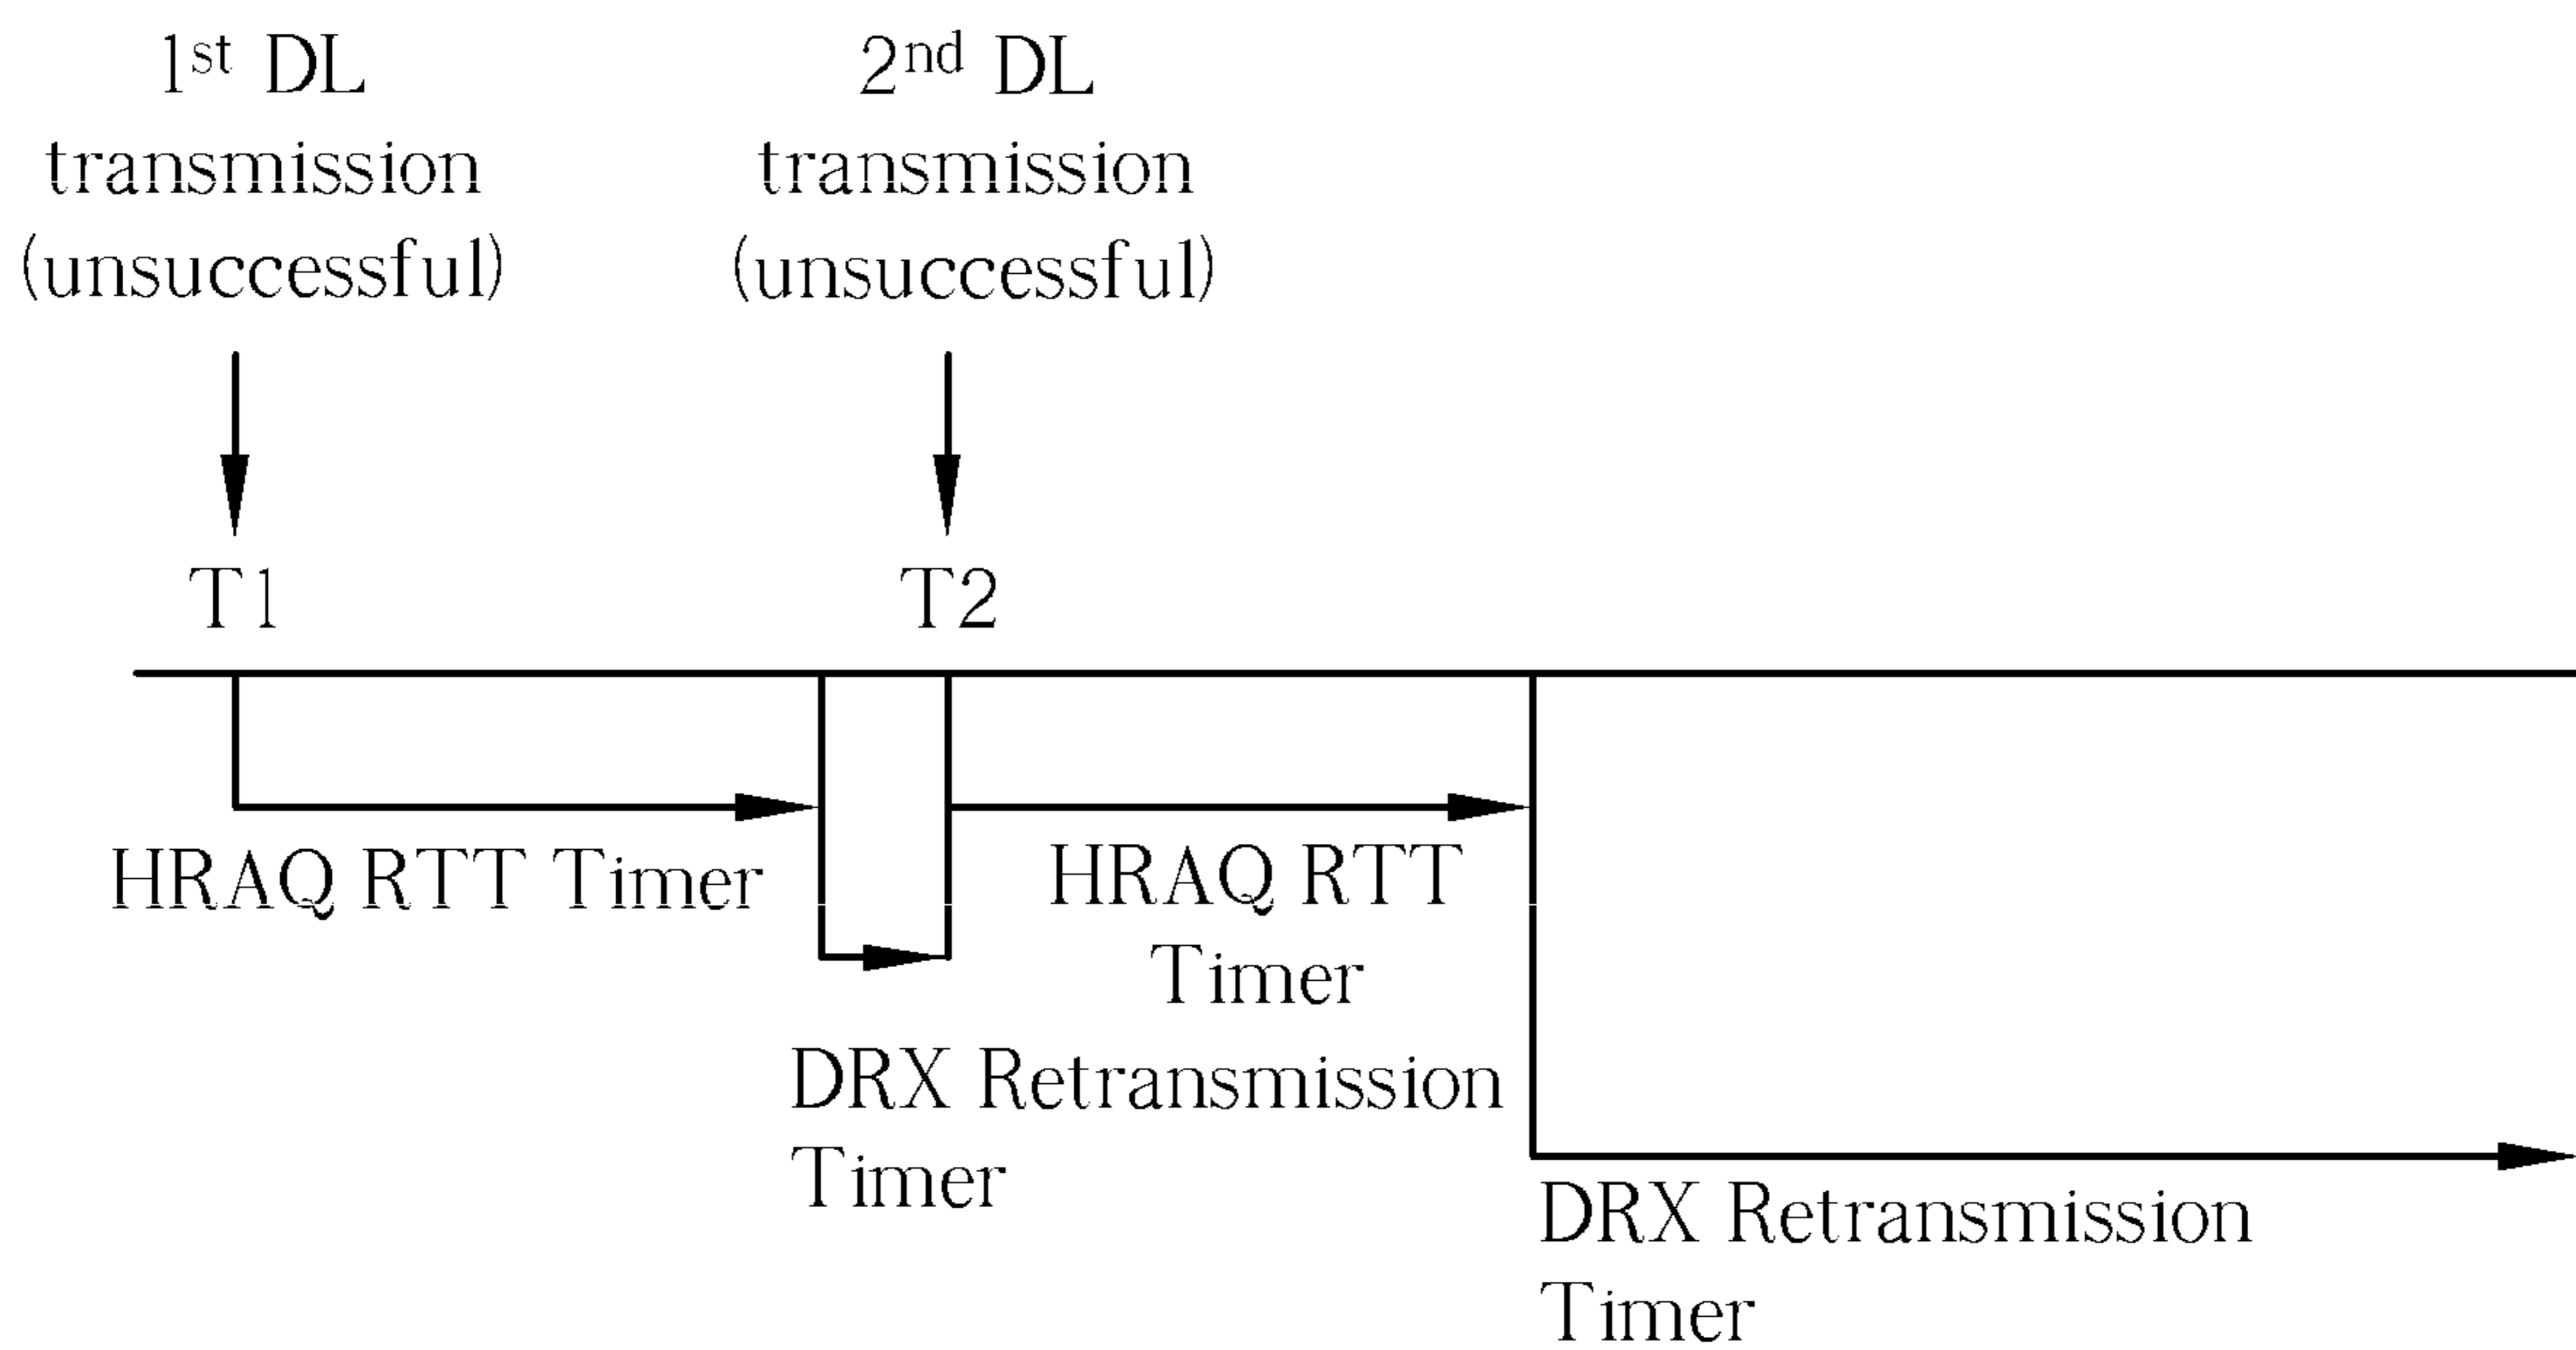 1st DL
transmission
(unsuccessful)
2nd DL
transmission
(unsuccessful)
T1
T2
HRAQ RTT Timer
HRAQ RTT
Timer
DRX Retransmission
Timer
DRX Retransmission
Timer